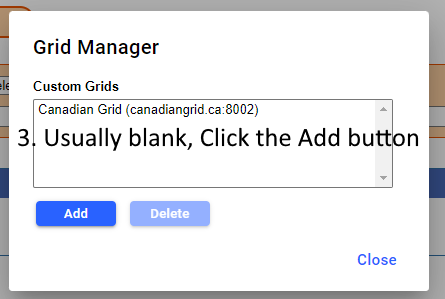 Grid Manager
Custom Grids
Canadian Grid (canadiangrid.ca:8002)
3. Usually blank, Click the Add button
Add Delete
Close